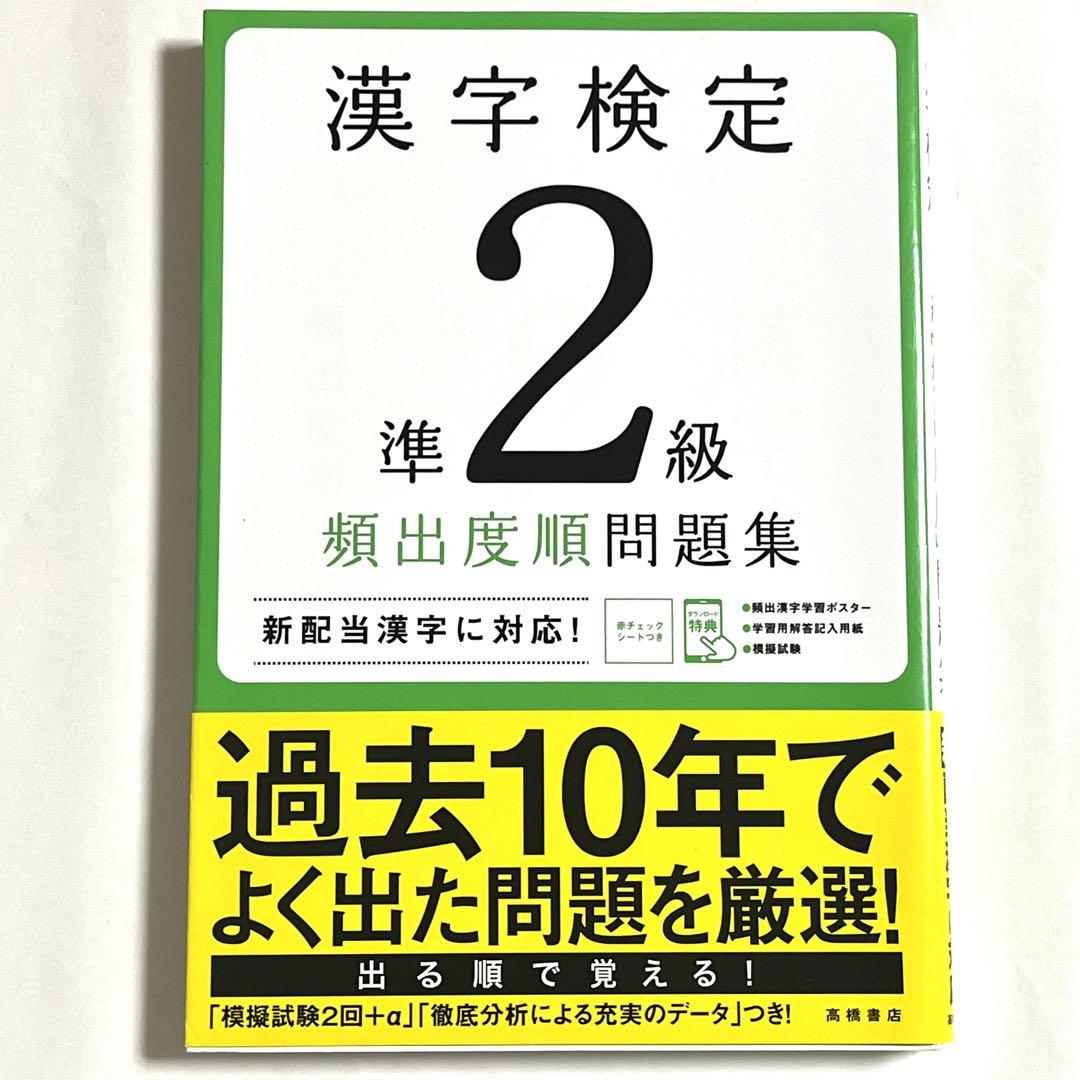 漢字検定
準2級
頻出度順問題集
新配当漢字に対応!
赤チェック
シートつき
ダウンロード
特典
●頻出漢字学習ポスター
●学習用解答記入用紙
●模擬試験
過去10年で
よく出た問題を厳選!
出る順で覚える!
「模擬試験2回+α」「徹底分析による充実のデータ」つき!
高橋書店